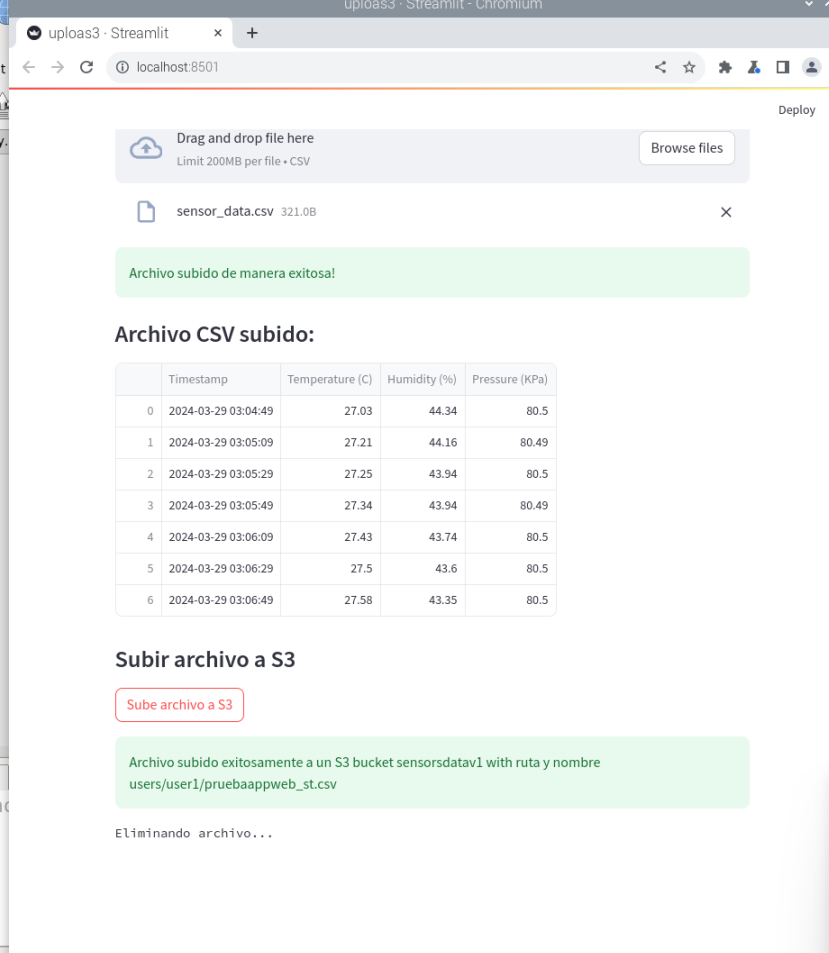 uploas3 · Streamlit - Chromium
uploas3 · Streamlit
localhost:8501
Deploy
Drag and drop file here
Limit 200MB per file • CSV
Browse files
sensor_data.csv 321.0B
Archivo subido de manera exitosa!
Archivo CSV subido:
Timestamp Temperature (C) Humidity (%) Pressure (KPa)
0 2024-03-29 03:04:49 27.03 44.34 80.5
1 2024-03-29 03:05:09 27.21 44.16 80.49
2 2024-03-29 03:05:29 27.25 43.94 80.5
3 2024-03-29 03:05:49 27.34 43.94 80.49
4 2024-03-29 03:06:09 27.43 43.74 80.5
5 2024-03-29 03:06:29 27.5 43.6 80.5
6 2024-03-29 03:06:49 27.58 43.35 80.5
Subir archivo a S3
Sube archivo a S3
Archivo subido exitosamente a un S3 bucket sensorsdatav1 with ruta y nombre
users/user1/pruebaappweb_st.csv
Eliminando archivo...